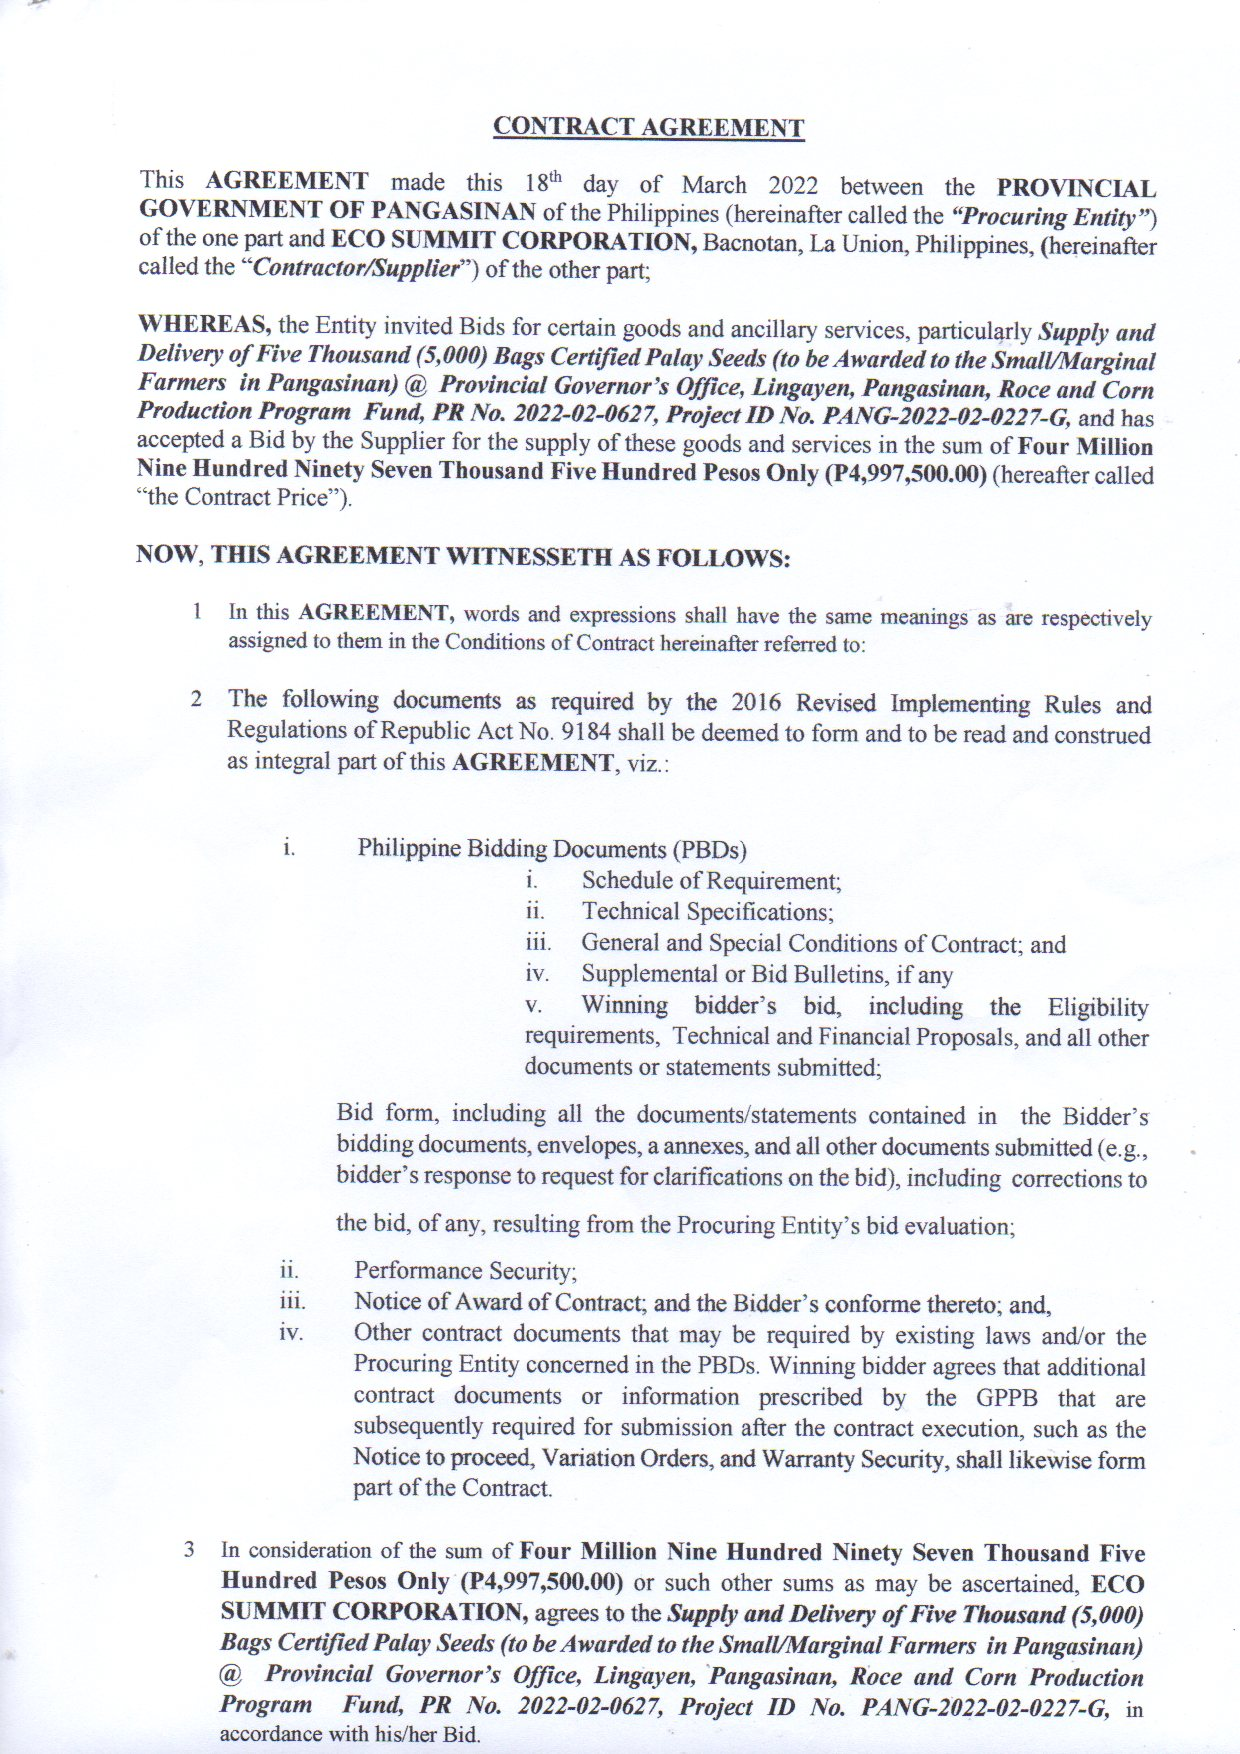 CONTRACT AGREEMENT
This AGREEMENT made this 18th day of March 2022 between the PROVINCIAL
GOVERNMENT OF PANGASINAN of the Philippines (hereinafter called the “Procuring Entity”)
of the one part and ECO SUMMIT CORPORATION, Bacnotan, La Union, Philippines, (hereinafter
called the “Contractor/Supplier”) of the other part;
WHEREAS, the Entity invited Bids for certain goods and ancillary services, particularly Supply and
Delivery of Five Thousand (5,000) Bags Certified Palay Seeds (to be Awarded to the Small/Marginal
Farmers in Pangasinan) @ Provincial Governor’s Office, Lingayen, Pangasinan, Roce and Corn
Production Program Fund, PR No. 2022-02-0627, Project ID No. PANG-2022-02-0227-G, and has
accepted a Bid by the Supplier for the supply of these goods and services in the sum of Four Million
Nine Hundred Ninety Seven Thousand Five Hundred Pesos Only (P4,997,500.00) (hereafter called
“the Contract Price”).
NOW, THIS AGREEMENT WITNESSETH AS FOLLOWS:
1 In this AGREEMENT, words and expressions shall have the same meanings as are respectively
assigned to them in the Conditions of Contract hereinafter referred to:
2 The following documents as required by the 2016 Revised Implementing Rules and
Regulations of Republic Act No. 9184 shall be deemed to form and to be read and construed
as integral part of this AGREEMENT, viz.:
i. Philippine Bidding Documents (PBDs)
i. Schedule of Requirement;
ii. Technical Specifications;
iii. General and Special Conditions of Contract; and
iv. Supplemental or Bid Bulletins, if any
v. Winning bidder’s bid, including the Eligibility
requirements, Technical and Financial Proposals, and all other
documents or statements submitted;
Bid form, including all the documents/statements contained in the Bidder’s
bidding documents, envelopes, a annexes, and all other documents submitted (e.g.,
bidder’s response to request for clarifications on the bid), including corrections to
the bid, of any, resulting from the Procuring Entity’s bid evaluation;
ii. Performance Security;
iii. Notice of Award of Contract; and the Bidder’s conforme thereto; and,
iv. Other contract documents that may be required by existing laws and/or the
Procuring Entity concerned in the PBDs. Winning bidder agrees that additional
contract documents or information prescribed by the GPPB that are
subsequently required for submission after the contract execution, such as the
Notice to proceed, Variation Orders, and Warranty Security, shall likewise form
part of the Contract.
3 In consideration of the sum of Four Million Nine Hundred Ninety Seven Thousand Five
Hundred Pesos Only (P4,997,500.00) or such other sums as may be ascertained, ECO
SUMMIT CORPORATION, agrees to the Supply and Delivery of Five Thousand (5,000)
Bags Certified Palay Seeds (to be Awarded to the Small/Marginal Farmers in Pangasinan)
@ Provincial Governor’s Office, Lingayen, Pangasinan, Roce and Corn Production
Program Fund, PR No. 2022-02-0627, Project ID No. PANG-2022-02-0227-G, in
accordance with his/her Bid.